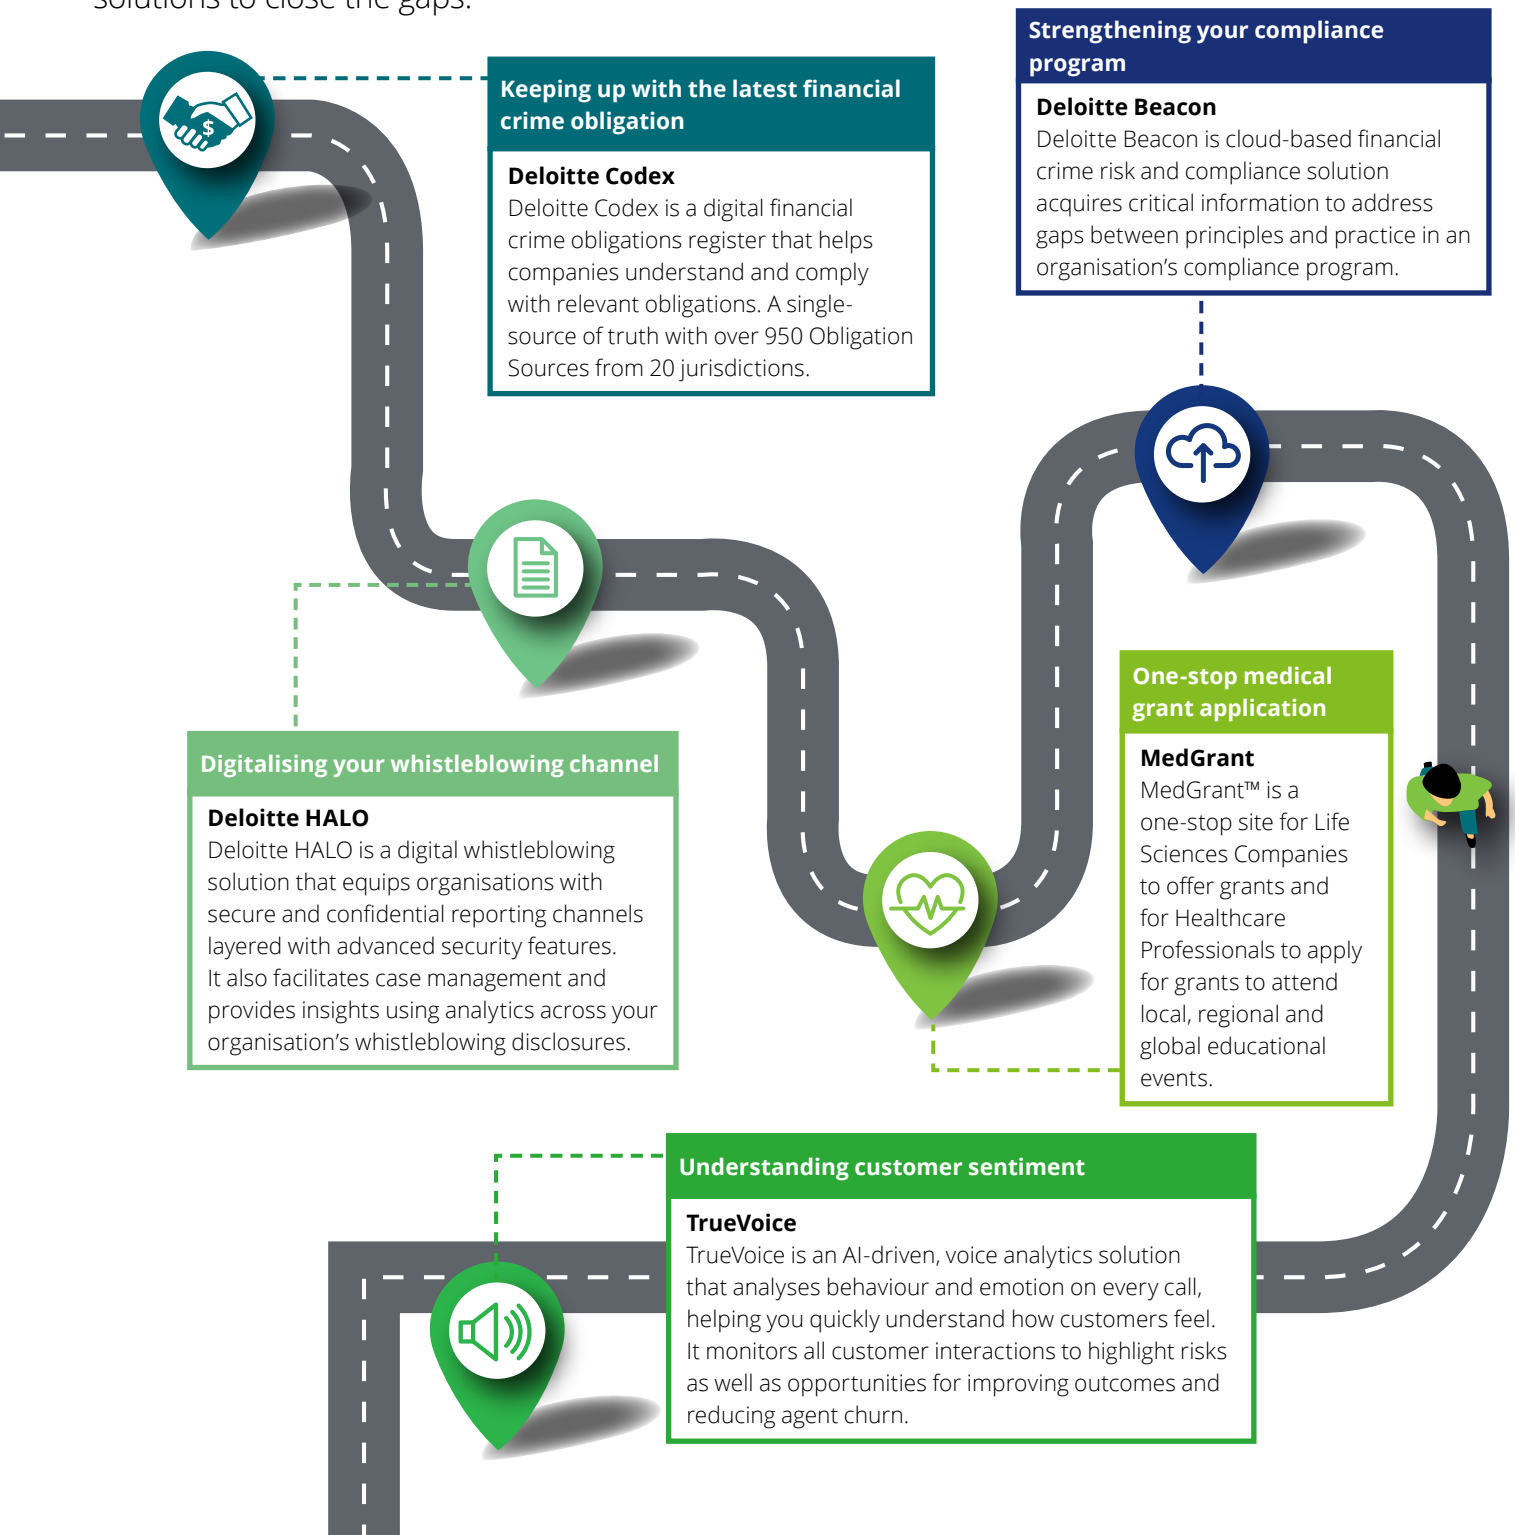 solutions to close the gaps.
Keeping up with the latest financial
crime obligation
Deloitte Codex
Deloitte Codex is a digital financial
crime obligations register that helps
companies understand and comply
with relevant obligations. A single-
source of truth with over 950 Obligation
Sources from 20 jurisdictions.
Strengthening your compliance
program
Deloitte Beacon
Deloitte Beacon is cloud-based financial
crime risk and compliance solution
acquires critical information to address
gaps between principles and practice in an
organisation’s compliance program.
Digitalising your whistleblowing channel
Deloitte HALO
Deloitte HALO is a digital whistleblowing
solution that equips organisations with
secure and confidential reporting channels
layered with advanced security features.
It also facilitates case management and
provides insights using analytics across your
organisation’s whistleblowing disclosures.
One-stop medical
grant application
MedGrant
MedGrant™ is a
one-stop site for Life
Sciences Companies
to offer grants and
for Healthcare
Professionals to apply
for grants to attend
local, regional and
global educational
events.
Understanding customer sentiment
TrueVoice
TrueVoice is an AI-driven, voice analytics solution
that analyses behaviour and emotion on every call,
helping you quickly understand how customers feel.
It monitors all customer interactions to highlight risks
as well as opportunities for improving outcomes and
reducing agent churn.
$